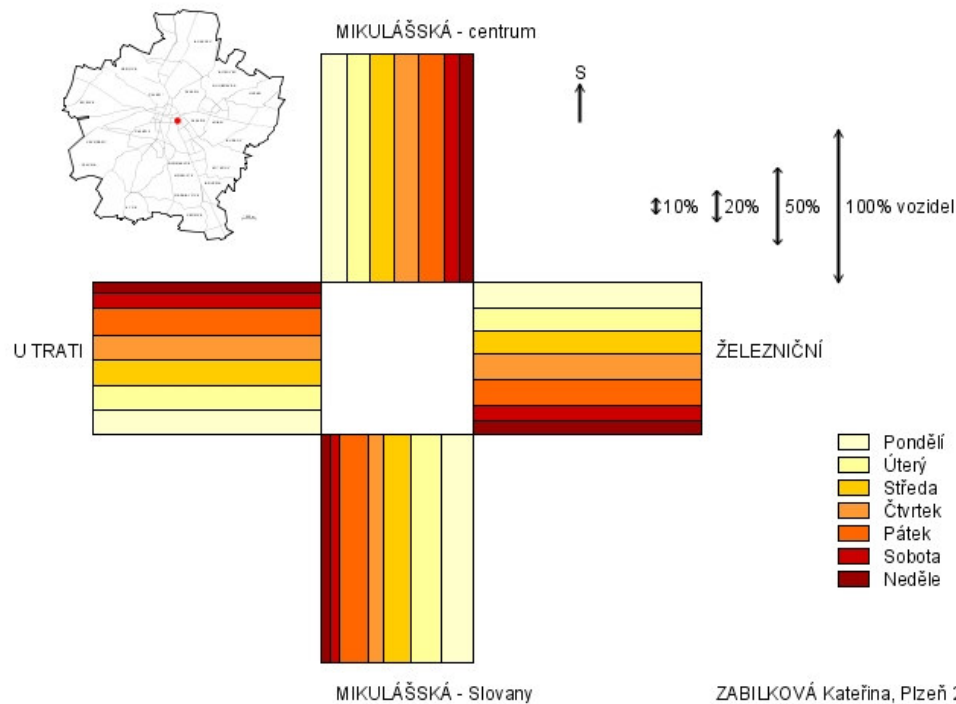 MIKULÁŠSKÁ - centrum
S
10%
20%
50%
100% vozidel
U TRATI
ŽELEZNIČNÍ
Pondělí
Úterý
Středa
Čtvrtek
Pátek
Sobota
Neděle
MIKULÁŠSKÁ - Slovany
ZABILKOVÁ Kateřina, Plzeň 2